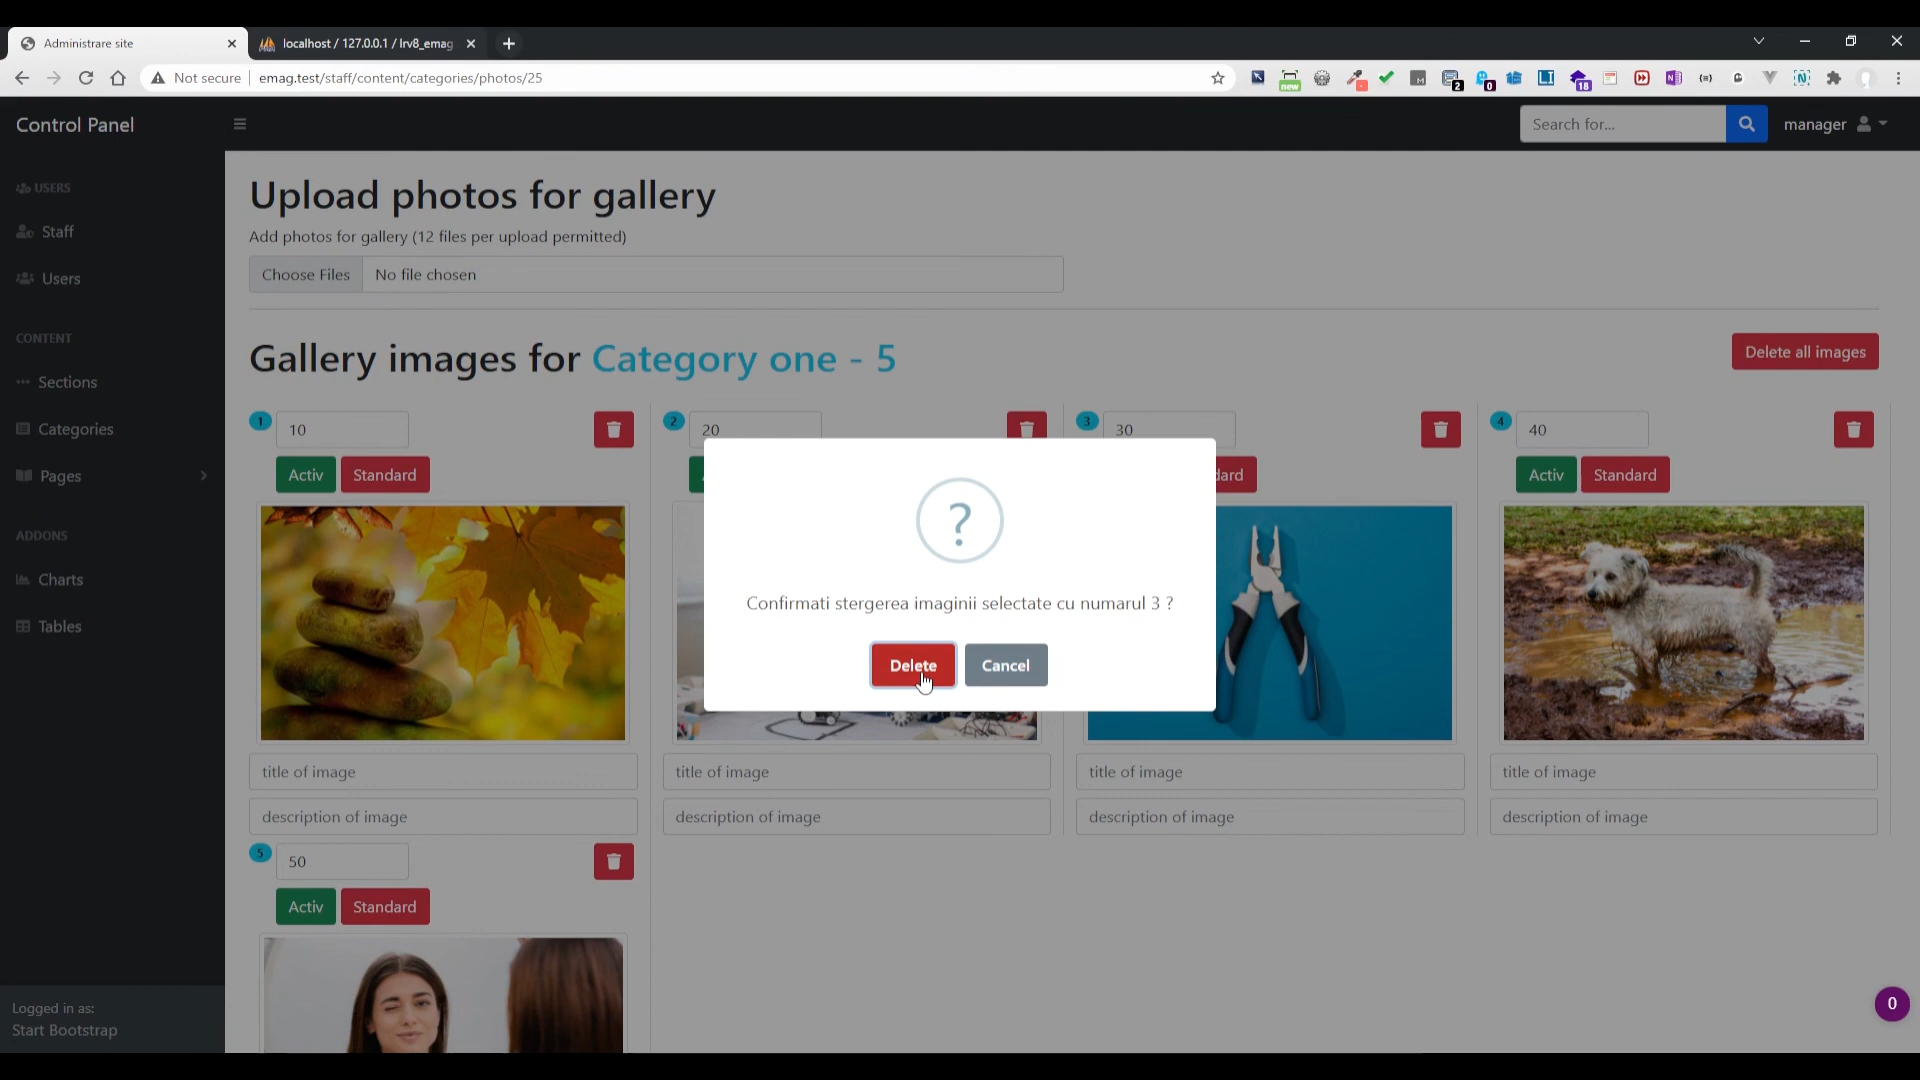 Administrare site
localhost / 127.0.0.1 / lrv8_emag
Not secure
emag.test/staff/content/categories/photos/25
new
2
0
18
Control Panel
Search for...
manager
USERS
Staff
Users
CONTENT
Sections
Categories
Pages
ADDONS
Charts
Tables
Logged in as:
Start Bootstrap
Upload photos for gallery
Add photos for gallery (12 files per upload permitted)
Choose Files
No file chosen
Gallery images for Category one - 5
Delete all images
1
10
2
20
3
30
4
40
Activ
Standard
Activ
Standard
?
Confirmati stergerea imaginii selectate cu numarul 3 ?
Delete
Cancel
title of image
title of image
title of image
title of image
description of image
description of image
description of image
description of image
5
50
Activ
Standard
0